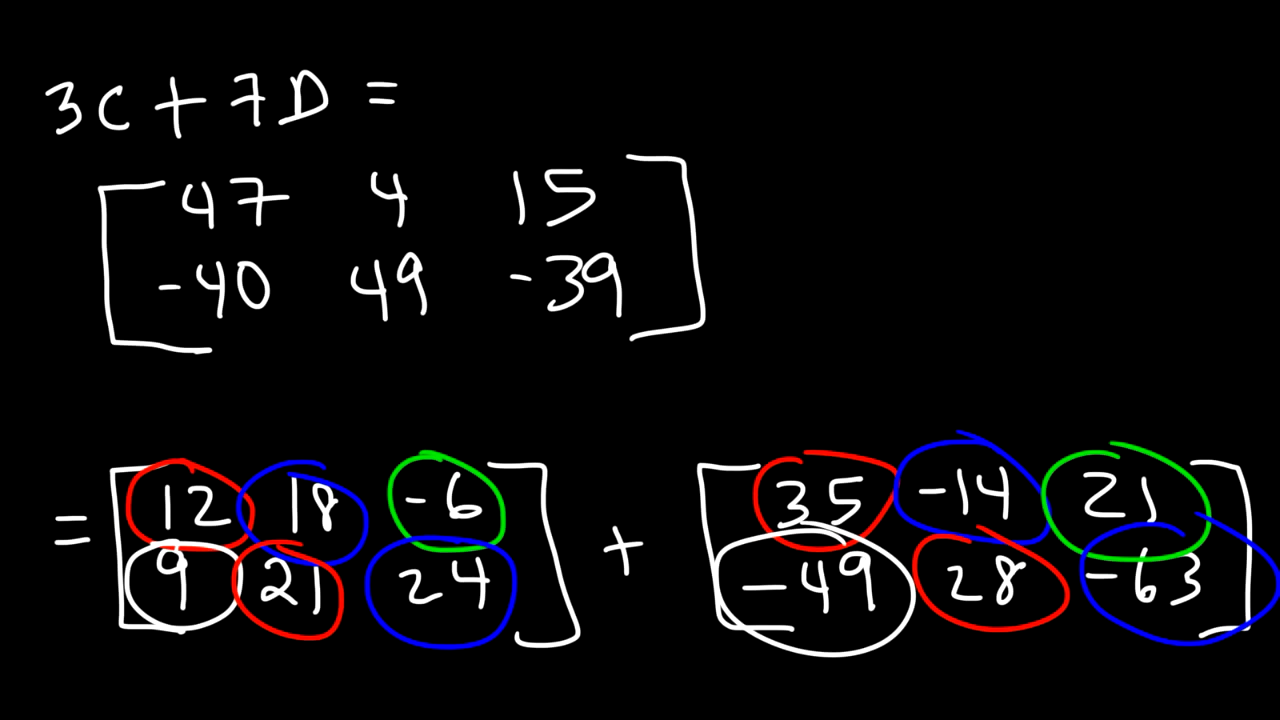 3C + 7D =
47 4 15
-40 49 -39
= 12 18 -6 + 35 -14 21
9 21 24 -49 28 -63